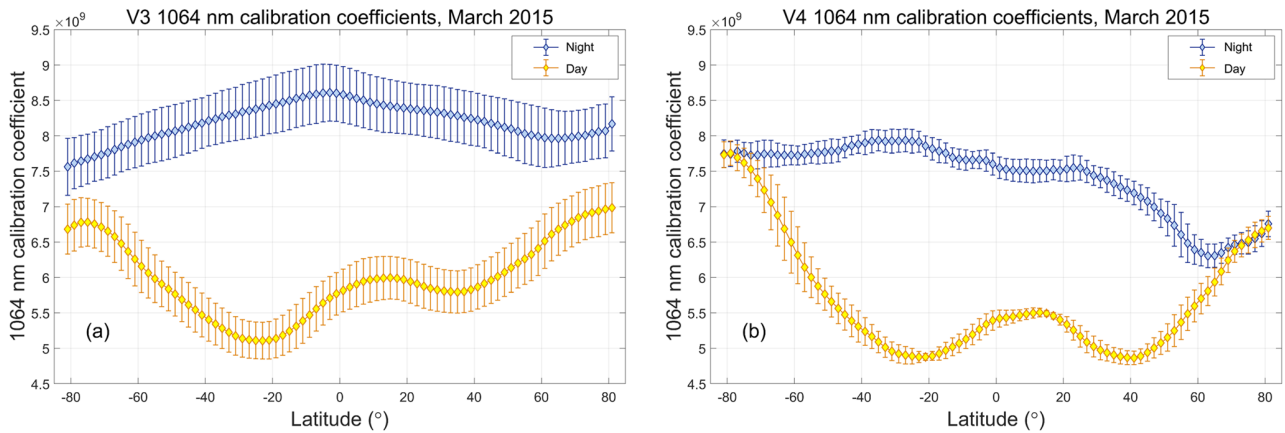 V3 1064 nm calibration coefficients, March 2015
×10⁹
9.5
9
8.5
8
7.5
7
6.5
6
5.5
5
4.5
1064 nm calibration coefficient
Night
Day
(a)
-80 -60 -40 -20 0 20 40 60 80
Latitude (°)
V4 1064 nm calibration coefficients, March 2015
×10⁹
9.5
9
8.5
8
7.5
7
6.5
6
5.5
5
4.5
1064 nm calibration coefficient
Night
Day
(b)
-80 -60 -40 -20 0 20 40 60 80
Latitude (°)